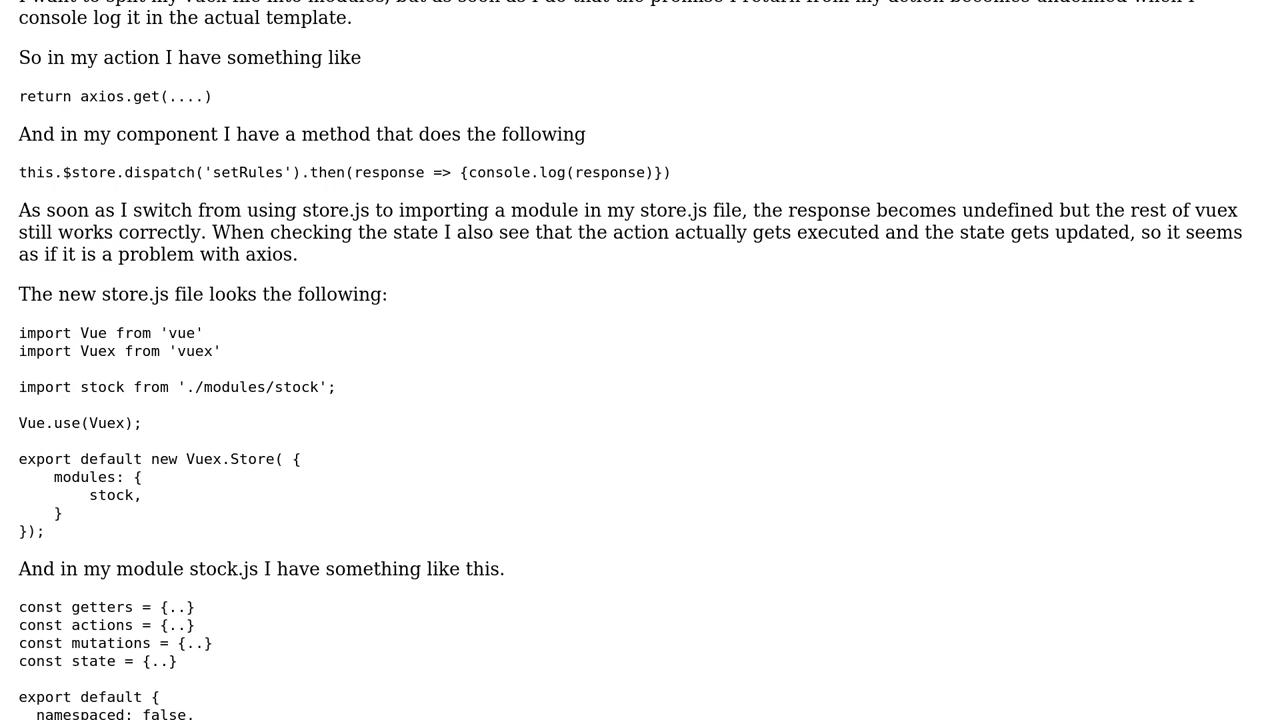 console log it in the actual template.
So in my action I have something like
return axios.get(....)
And in my component I have a method that does the following
this.$store.dispatch('setRules').then(response => {console.log(response)})
As soon as I switch from using store.js to importing a module in my store.js file, the response becomes undefined but the rest of vuex
still works correctly. When checking the state I also see that the action actually gets executed and the state gets updated, so it seems
as if it is a problem with axios.
The new store.js file looks the following:
import Vue from 'vue'
import Vuex from 'vuex'
import stock from './modules/stock';
Vue.use(Vuex);
export default new Vuex.Store( {
    modules: {
        stock,
    }
});
And in my module stock.js I have something like this.
const getters = {..}
const actions = {..}
const mutations = {..}
const state = {..}
export default {
  namespaced: false,